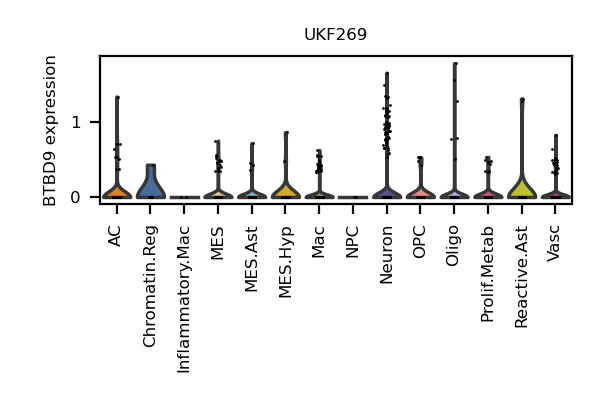 UKF269
BTBD9 expression
1
0
AC
Chromatin.Reg
Inflammatory.Mac
MES
MES.Ast
MES.Hyp
Mac
NPC
Neuron
OPC
Oligo
Prolif.Metab
Reactive.Ast
Vasc